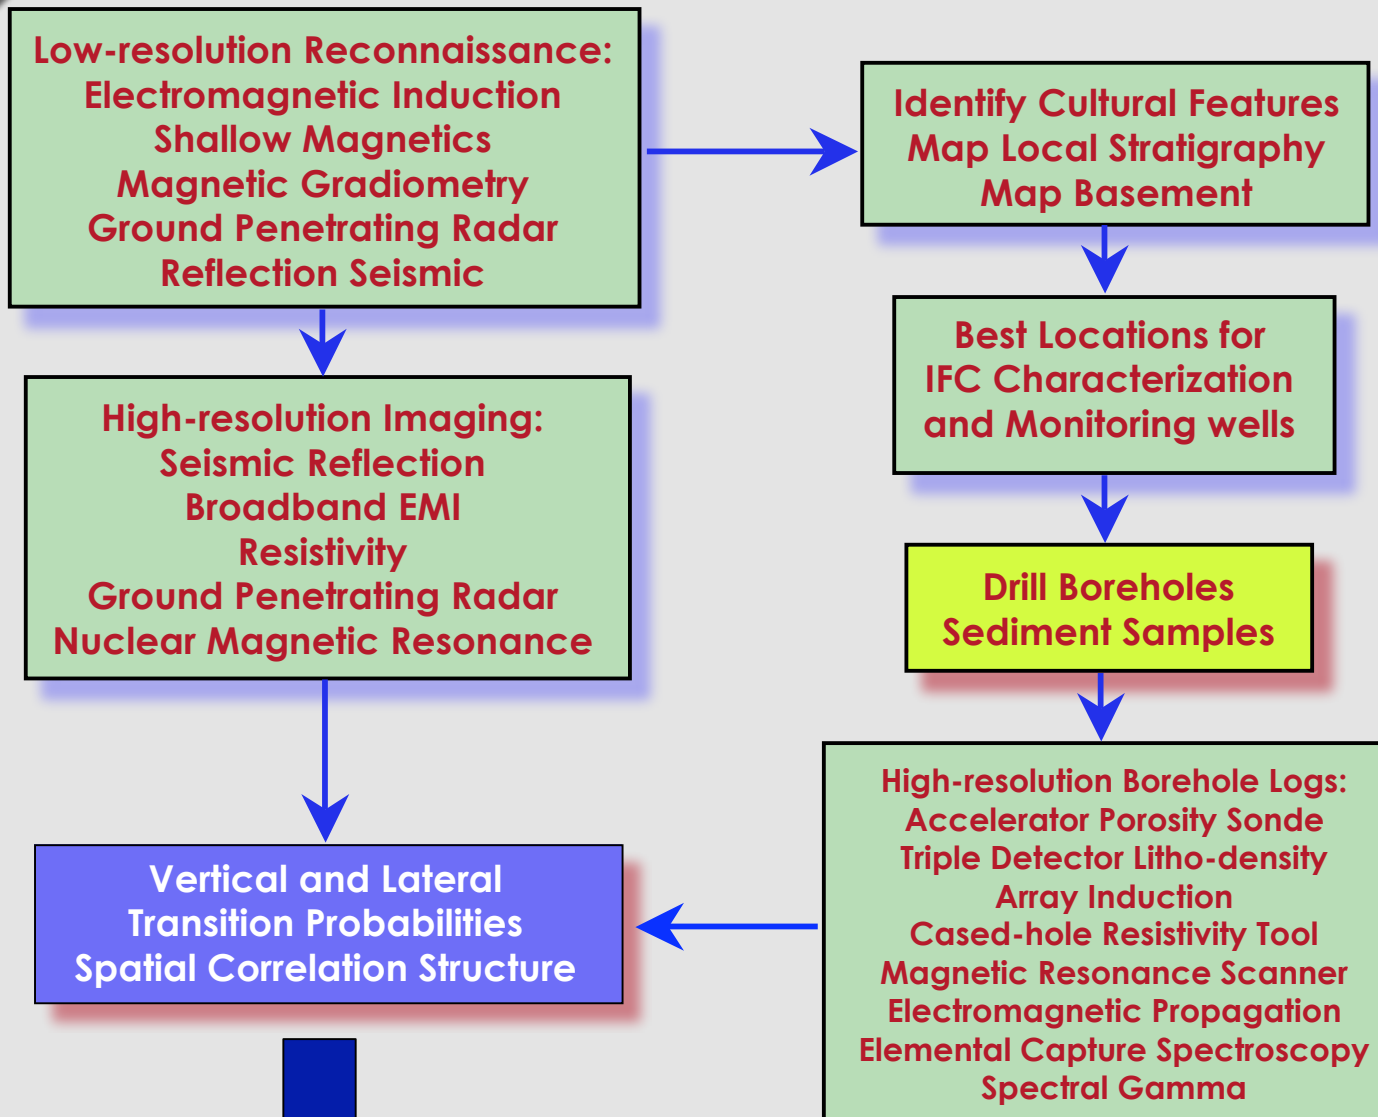 Low-resolution Reconnaissance:
Electromagnetic Induction
Shallow Magnetics
Magnetic Gradiometry
Ground Penetrating Radar
Reflection Seismic
Identify Cultural Features
Map Local Stratigraphy
Map Basement
High-resolution Imaging:
Seismic Reflection
Broadband EMI
Resistivity
Ground Penetrating Radar
Nuclear Magnetic Resonance
Best Locations for
IFC Characterization
and Monitoring wells
Drill Boreholes
Sediment Samples
Vertical and Lateral
Transition Probabilities
Spatial Correlation Structure
High-resolution Borehole Logs:
Accelerator Porosity Sonde
Triple Detector Litho-density
Array Induction
Cased-hole Resistivity Tool
Magnetic Resonance Scanner
Electromagnetic Propagation
Elemental Capture Spectroscopy
Spectral Gamma